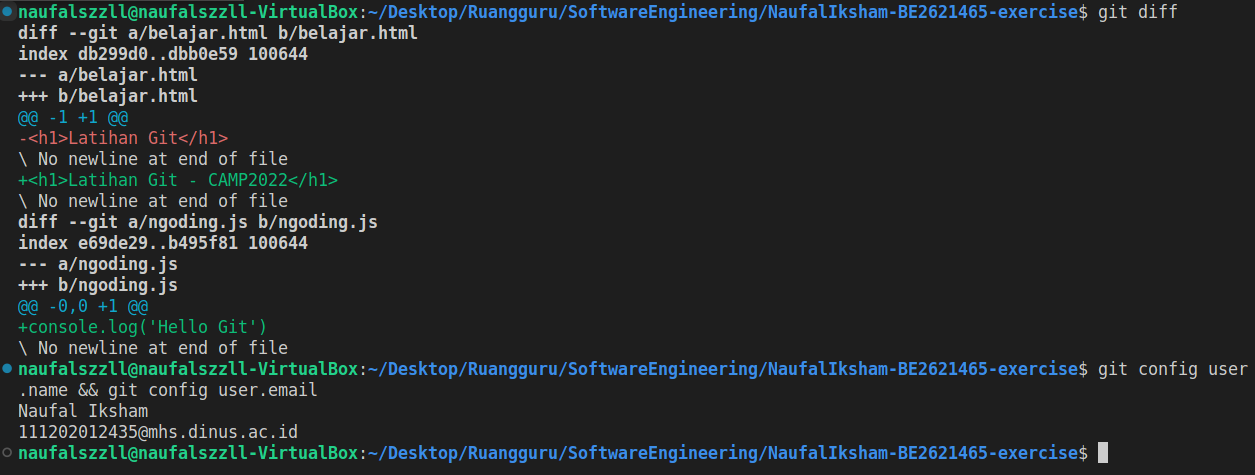 naufalszzll@naufalszzll-VirtualBox:~/Desktop/Ruangguru/SoftwareEngineering/NaufalIksham-BE2621465-exercise$ git diff
diff --git a/belajar.html b/belajar.html
index db299d0..dbb0e59 100644
--- a/belajar.html
+++ b/belajar.html
@@ -1 +1 @@
-<h1>Latihan Git</h1>
\ No newline at end of file
+<h1>Latihan Git - CAMP2022</h1>
\ No newline at end of file
diff --git a/ngoding.js b/ngoding.js
index e69de29..b495f81 100644
--- a/ngoding.js
+++ b/ngoding.js
@@ -0,0 +1 @@
+console.log('Hello Git')
\ No newline at end of file
naufalszzll@naufalszzll-VirtualBox:~/Desktop/Ruangguru/SoftwareEngineering/NaufalIksham-BE2621465-exercise$ git config user
.name && git config user.email
Naufal Iksham
111202012435@mhs.dinus.ac.id
naufalszzll@naufalszzll-VirtualBox:~/Desktop/Ruangguru/SoftwareEngineering/NaufalIksham-BE2621465-exercise$